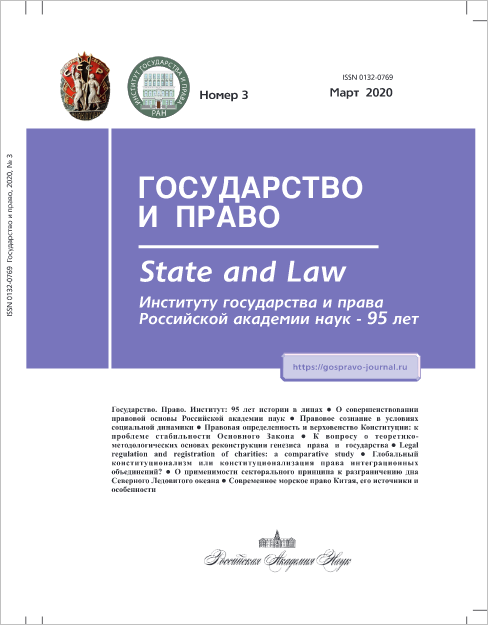 СССР
ИНСТИТУТ ГОСУДАРСТВА И ПРАВА
РАН
Номер 3
ISSN 0132-0769
Март 2020
ISSN 0132-0769 Государство и право, 2020, № 3
ГОСУДАРСТВО
И ПРАВО
State and Law
Институту государства и права
Российской академии наук - 95 лет
https://gospravo-journal.ru
Государство. Право. Институт: 95 лет истории в лицах ● О совершенствовании
правовой основы Российской академии наук ● Правовое сознание в условиях
социальной динамики ● Правовая определенность и верховенство Конституции: к
проблеме стабильности Основного Закона ● К вопросу о теоретико-
методологических основах реконструкции генезиса права и государства ● Legal
regulation and registration of charities: a comparative study ● Глобальный
конституционализм или конституционализация права интеграционных
объединений? ● О применимости секторального принципа к разграничению дна
Северного Ледовитого океана ● Современное морское право Китая, его источники и
особенности
Российская Академия Наук